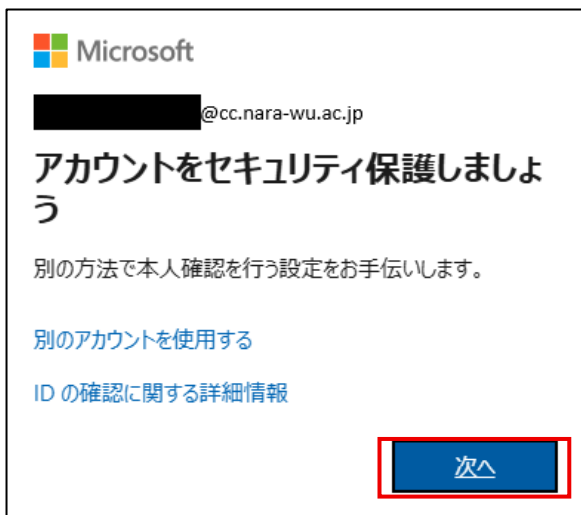 Microsoft
@cc.nara-wu.ac.jp
アカウントをセキュリティ保護しましょ
う
別の方法で本人確認を行う設定をお手伝いします。
別のアカウントを使用する
ID の確認に関する詳細情報
次へ